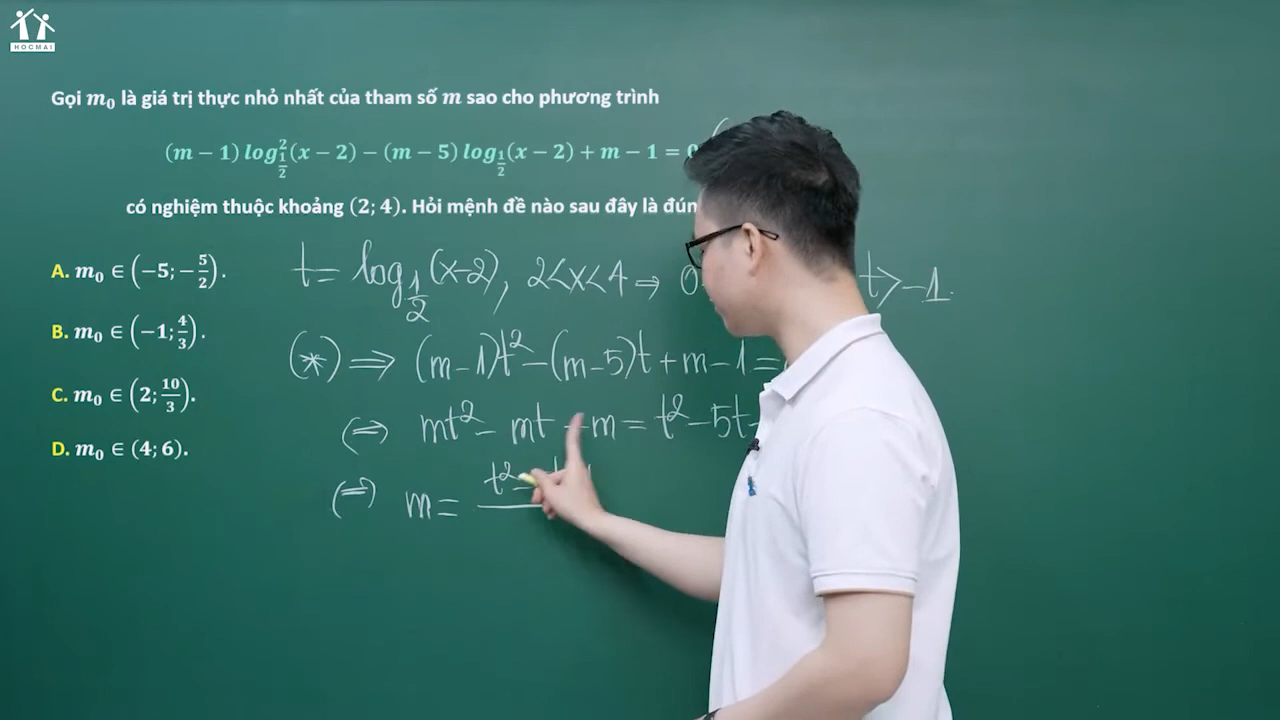 HOCMAI
Gọi m₀ là giá trị thực nhỏ nhất của tham số m sao cho phương trình
(m − 1) log²_{1/2}(x − 2) − (m − 5) log_{1/2}(x − 2) + m − 1 = 0 (
có nghiệm thuộc khoảng (2; 4). Hỏi mệnh đề nào sau đây là
A. m₀ ∈ (−5; −5/2).
B. m₀ ∈ (−1; 4/3).
C. m₀ ∈ (2; 10/3).
D. m₀ ∈ (4; 6).
t = log_{1/2}(x−2), 2<x<4 ⇒ 0 t>−1.
(*) ⇒ (m−1)t² − (m−5)t + m − 1 =
(⇔) mt² − mt + m = t² − 5t
(⇔) m = t² −